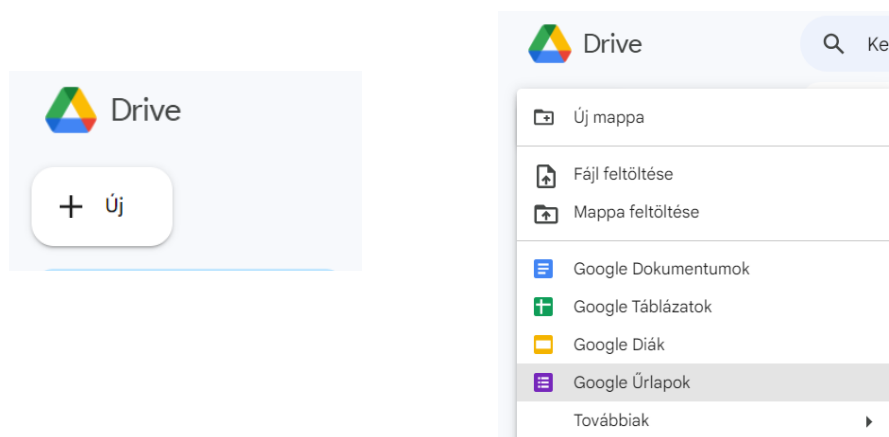 Drive
Új
Drive
Ke
Új mappa
Fájl feltöltése
Mappa feltöltése
Google Dokumentumok
Google Táblázatok
Google Diák
Google Űrlapok
Továbbiak